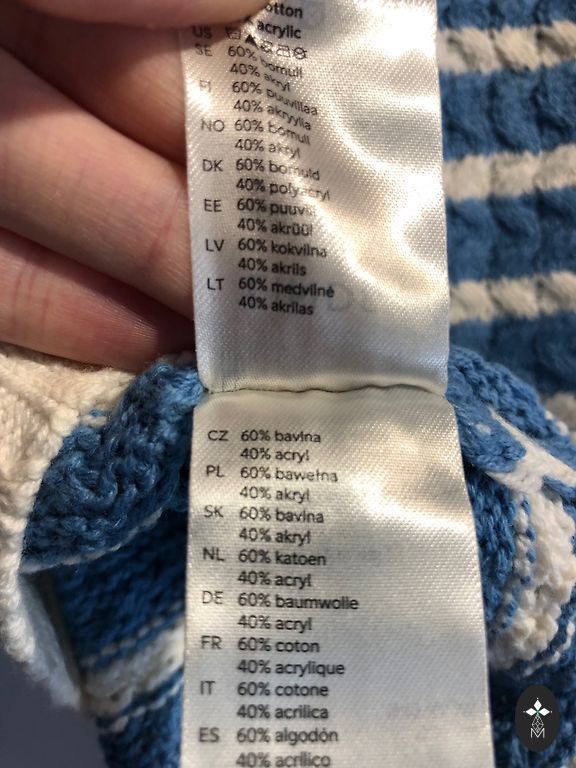 otton
US acrylic
SE 60% bomull
40% akryl
FI 60% puuvillaa
40% akryylia
NO 60% bomull
40% akryl
DK 60% bomuld
40% polyacryl
EE 60% puuvill
40% akrüül
LV 60% kokvilna
40% akrils
LT 60% medvilnė
40% akrilas
CZ 60% bavlna
40% acryl
PL 60% bawełna
40% akryl
SK 60% bavlna
40% akryl
NL 60% katoen
40% acryl
DE 60% baumwolle
40% acryl
FR 60% coton
40% acrylique
IT 60% cotone
40% acrilica
ES 60% algodón
40% acrílico
M